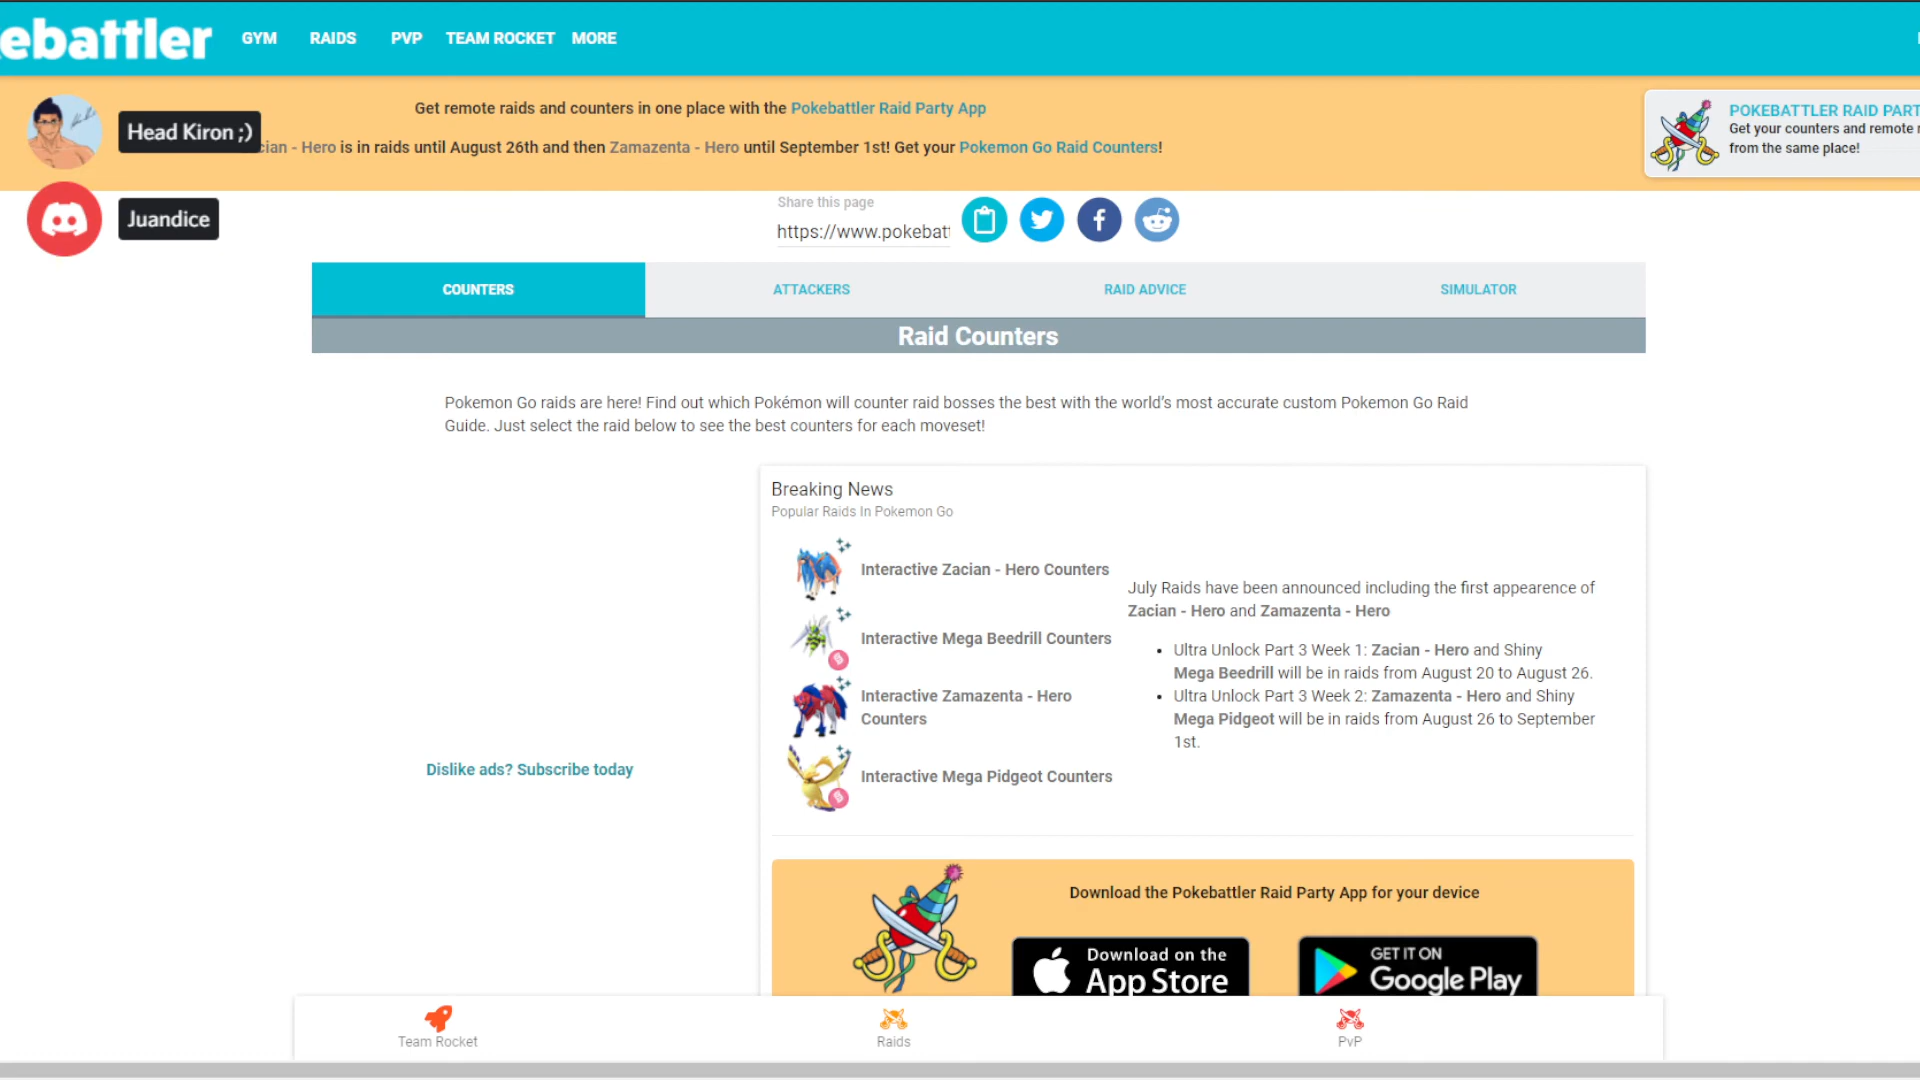 ebattler
GYM RAIDS PVP TEAM ROCKET MORE
Head Kiron ;)
Get remote raids and counters in one place with the Pokebattler Raid Party App
cian - Hero is in raids until August 26th and then Zamazenta - Hero until September 1st! Get your Pokemon Go Raid Counters!
POKEBATTLER RAID PART
Get your counters and remote
from the same place!
Juandice
Share this page
https://www.pokebatt
COUNTERS ATTACKERS RAID ADVICE SIMULATOR
Raid Counters
Pokemon Go raids are here! Find out which Pokémon will counter raid bosses the best with the world's most accurate custom Pokemon Go Raid
Guide. Just select the raid below to see the best counters for each moveset!
Breaking News
Popular Raids In Pokemon Go
Interactive Zacian - Hero Counters
Interactive Mega Beedrill Counters
Interactive Zamazenta - Hero
Counters
Interactive Mega Pidgeot Counters
July Raids have been announced including the first appearence of
Zacian - Hero and Zamazenta - Hero
• Ultra Unlock Part 3 Week 1: Zacian - Hero and Shiny
Mega Beedrill will be in raids from August 20 to August 26.
• Ultra Unlock Part 3 Week 2: Zamazenta - Hero and Shiny
Mega Pidgeot will be in raids from August 26 to September
1st.
Dislike ads? Subscribe today
Download the Pokebattler Raid Party App for your device
Download on the
App Store
GET IT ON
Google Play
Team Rocket Raids PvP